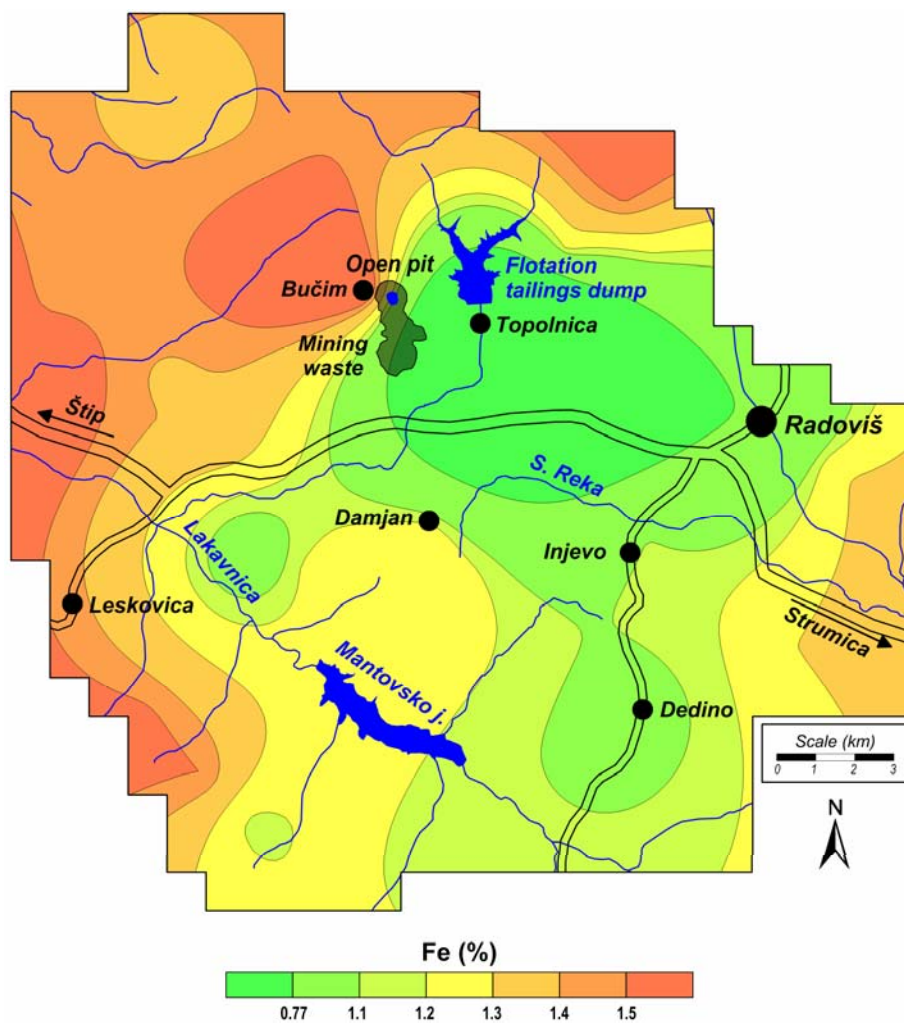 Open pit
Bučim
Flotation
tailings dump
Topolnica
Mining
waste
Štip
Radoviš
S. Reka
Damjan
Lakavnica
Injevo
Leskovica
Strumica
Mantovsko j.
Dedino
Scale (km)
0 1 2 3
N
Fe (%)
0.77 1.1 1.2 1.3 1.4 1.5